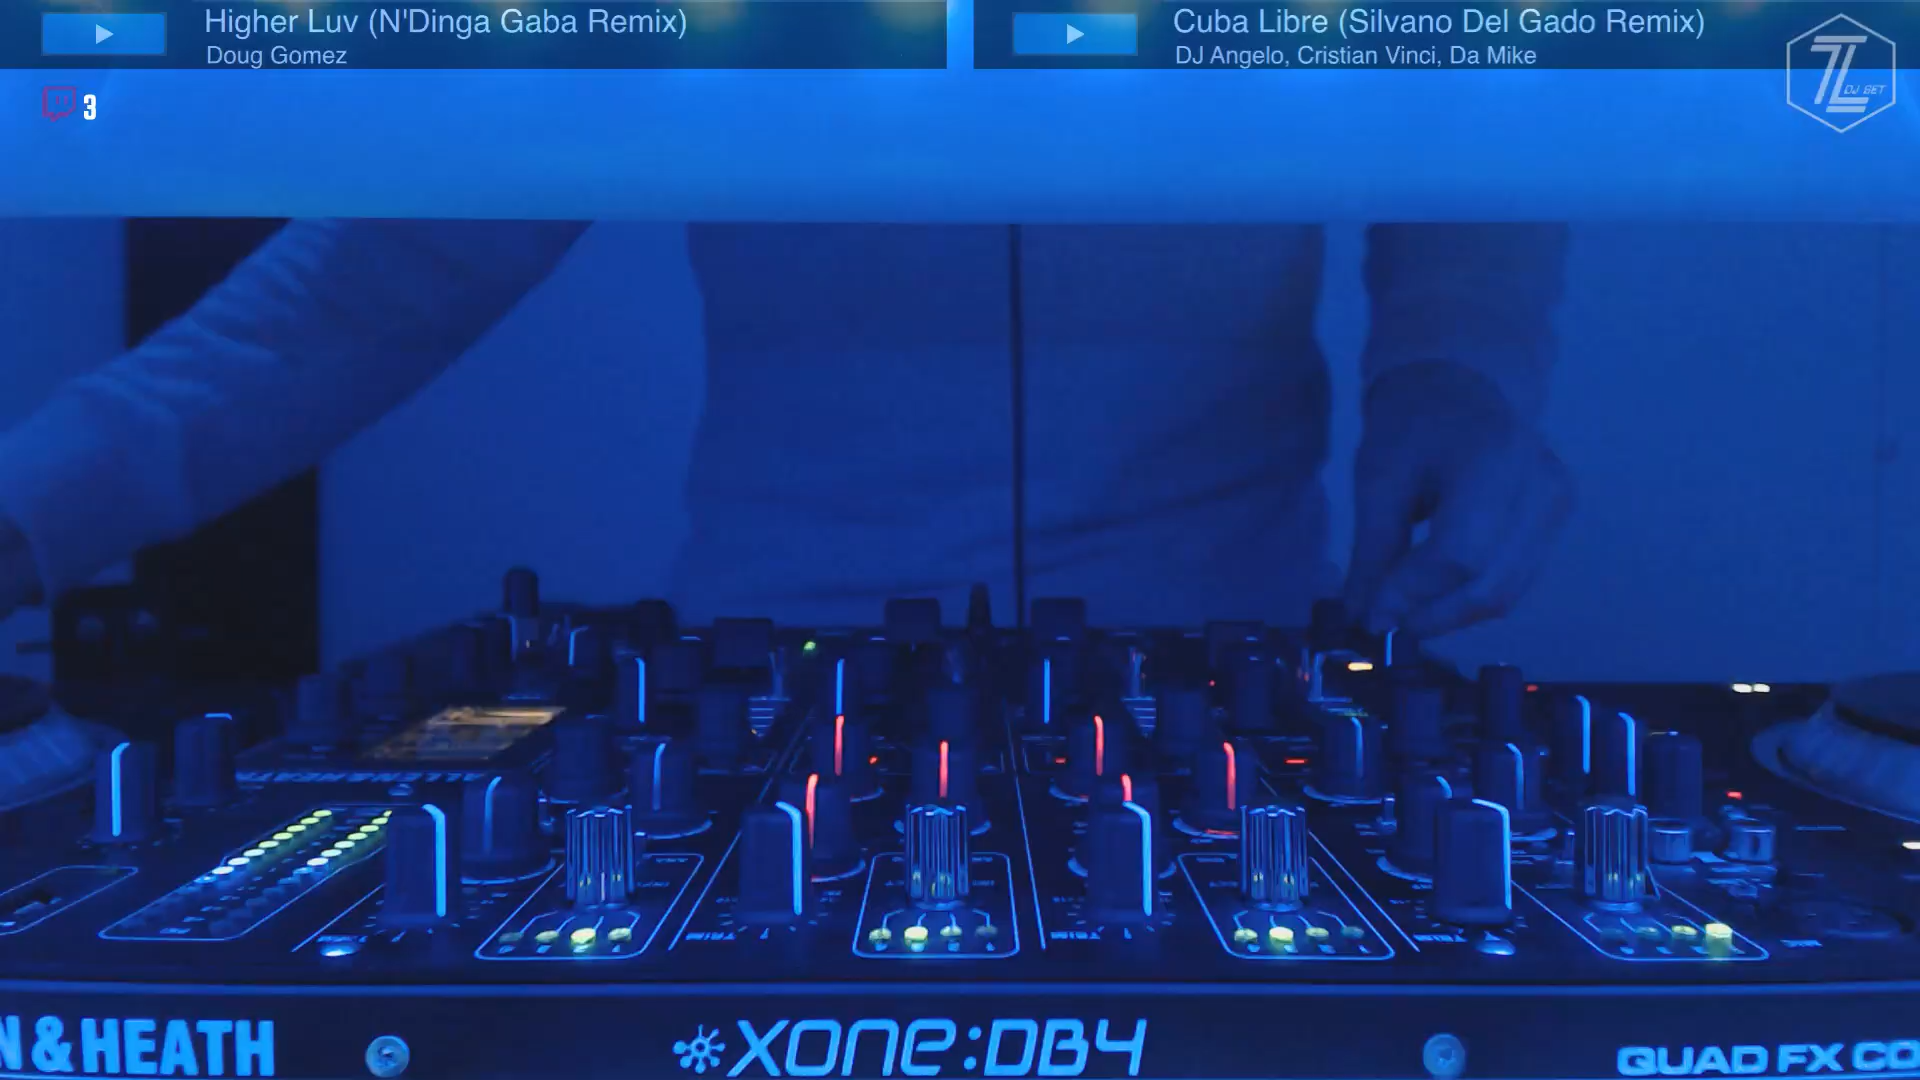 Higher Luv (N'Dinga Gaba Remix)
Doug Gomez
Cuba Libre (Silvano Del Gado Remix)
DJ Angelo, Cristian Vinci, Da Mike
3
DJ SET
N&HEATH
XONE:DB4
QUAD FX CO